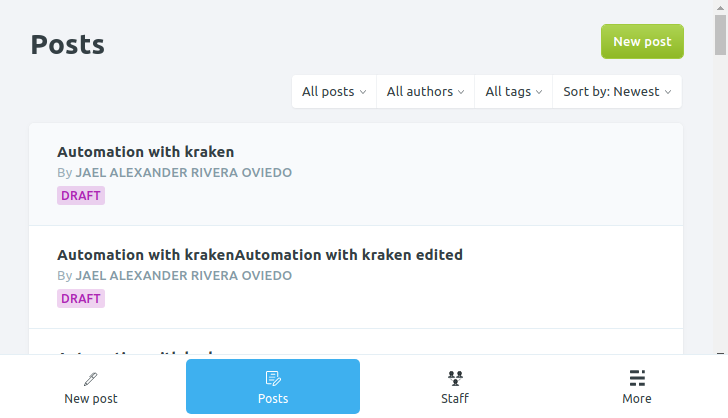 Posts
New post
All posts
All authors
All tags
Sort by: Newest
Automation with kraken
By JAEL ALEXANDER RIVERA OVIEDO
DRAFT
Automation with krakenAutomation with kraken edited
By JAEL ALEXANDER RIVERA OVIEDO
DRAFT
New post
Posts
Staff
More